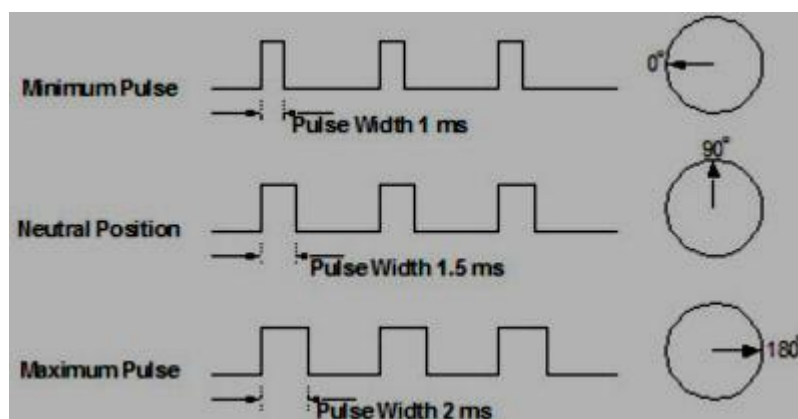 Minimum Pulse
Pulse Width 1 ms
0°
Neutral Position
Pulse Width 1.5 ms
90°
Maximum Pulse
Pulse Width 2 ms
180°